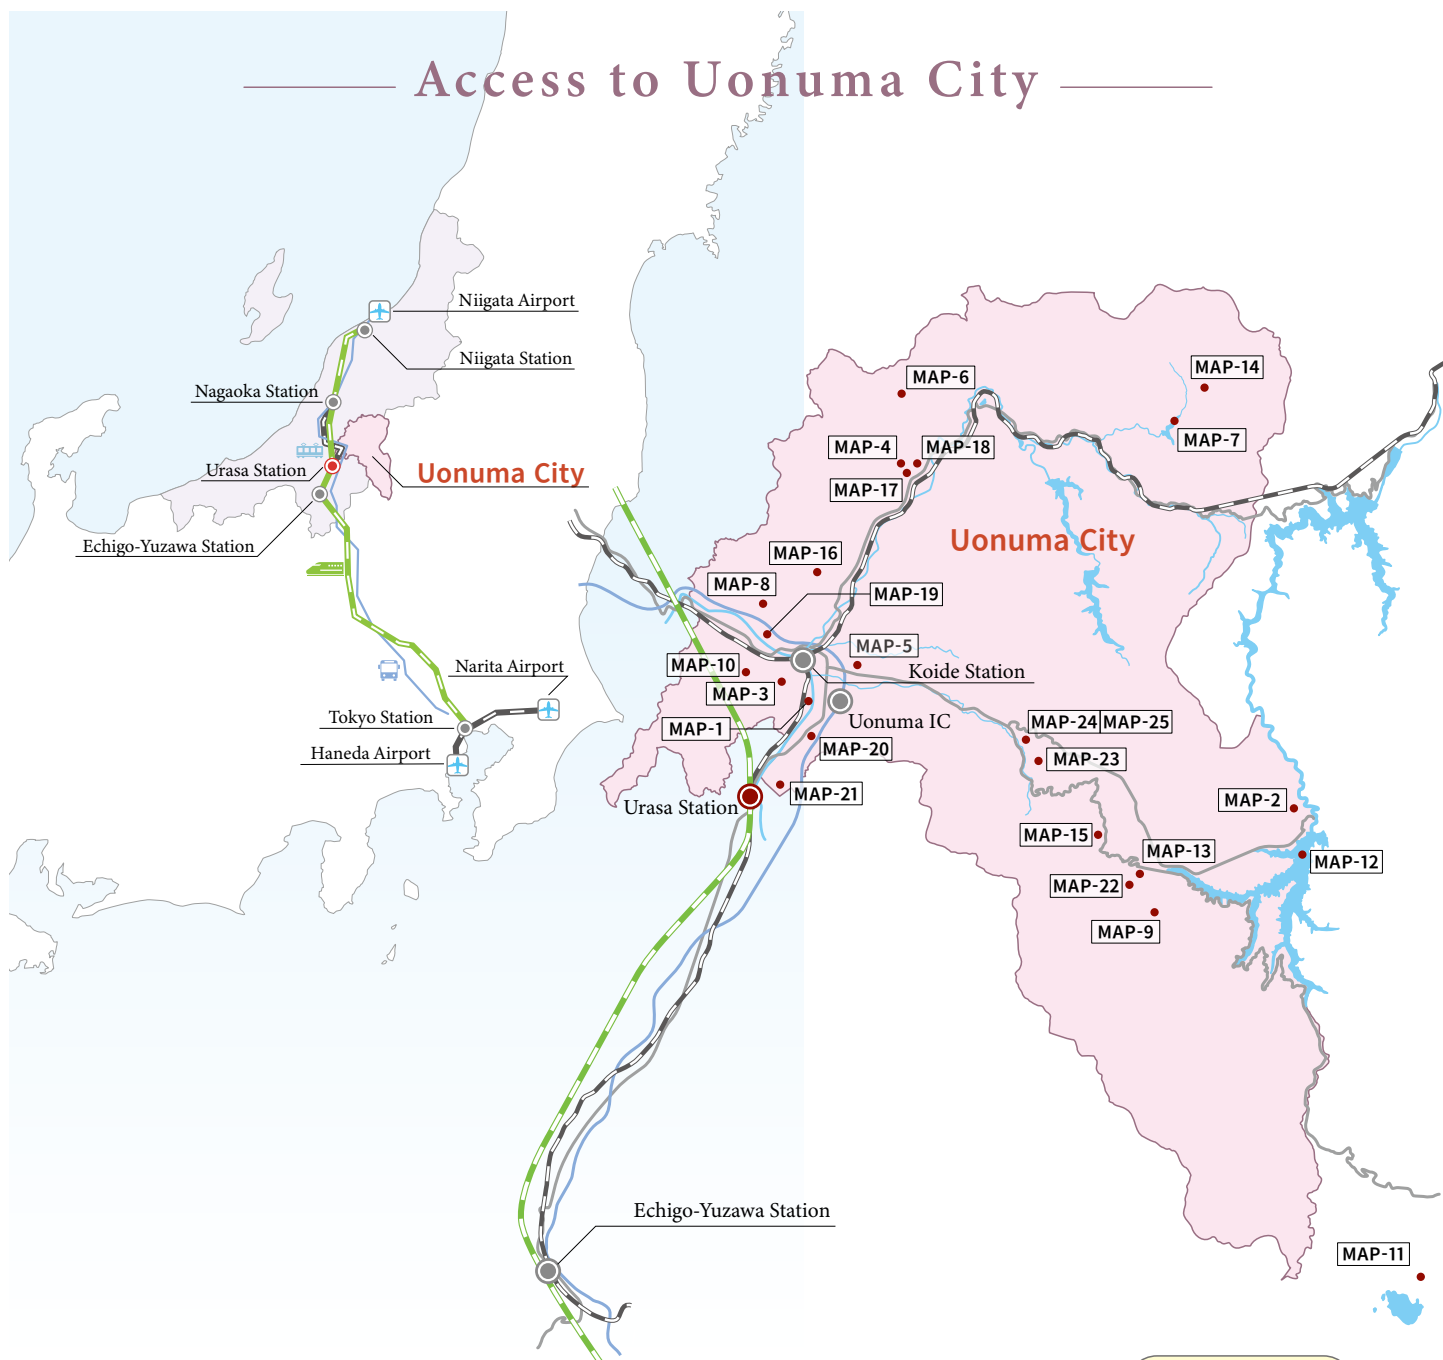 Access to Uonuma City
Niigata Airport
Niigata Station
Nagaoka Station
Urasa Station
Uonuma City
Echigo-Yuzawa Station
Narita Airport
Tokyo Station
Haneda Airport
MAP-6
MAP-14
MAP-7
MAP-4
MAP-18
MAP-17
Uonuma City
MAP-16
MAP-8
MAP-19
MAP-5
MAP-10
Koide Station
MAP-3
MAP-1
Uonuma IC
MAP-24 MAP-25
MAP-20
MAP-23
MAP-21
Urasa Station
MAP-2
MAP-15
MAP-13
MAP-12
MAP-22
MAP-9
Echigo-Yuzawa Station
MAP-11